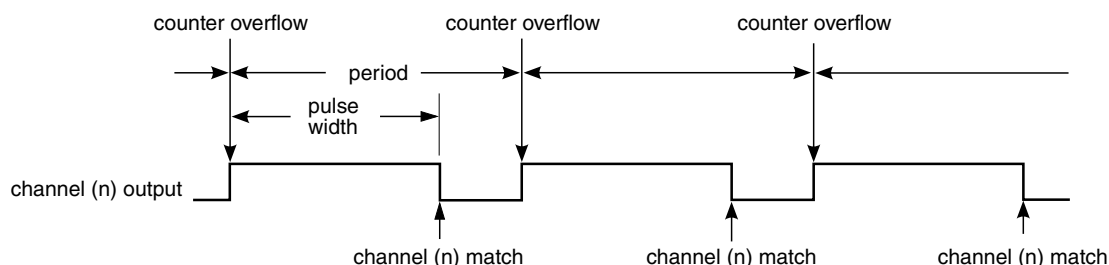 counter overflow
counter overflow
counter overflow
period
pulse
width
channel (n) output
channel (n) match
channel (n) match
channel (n) match